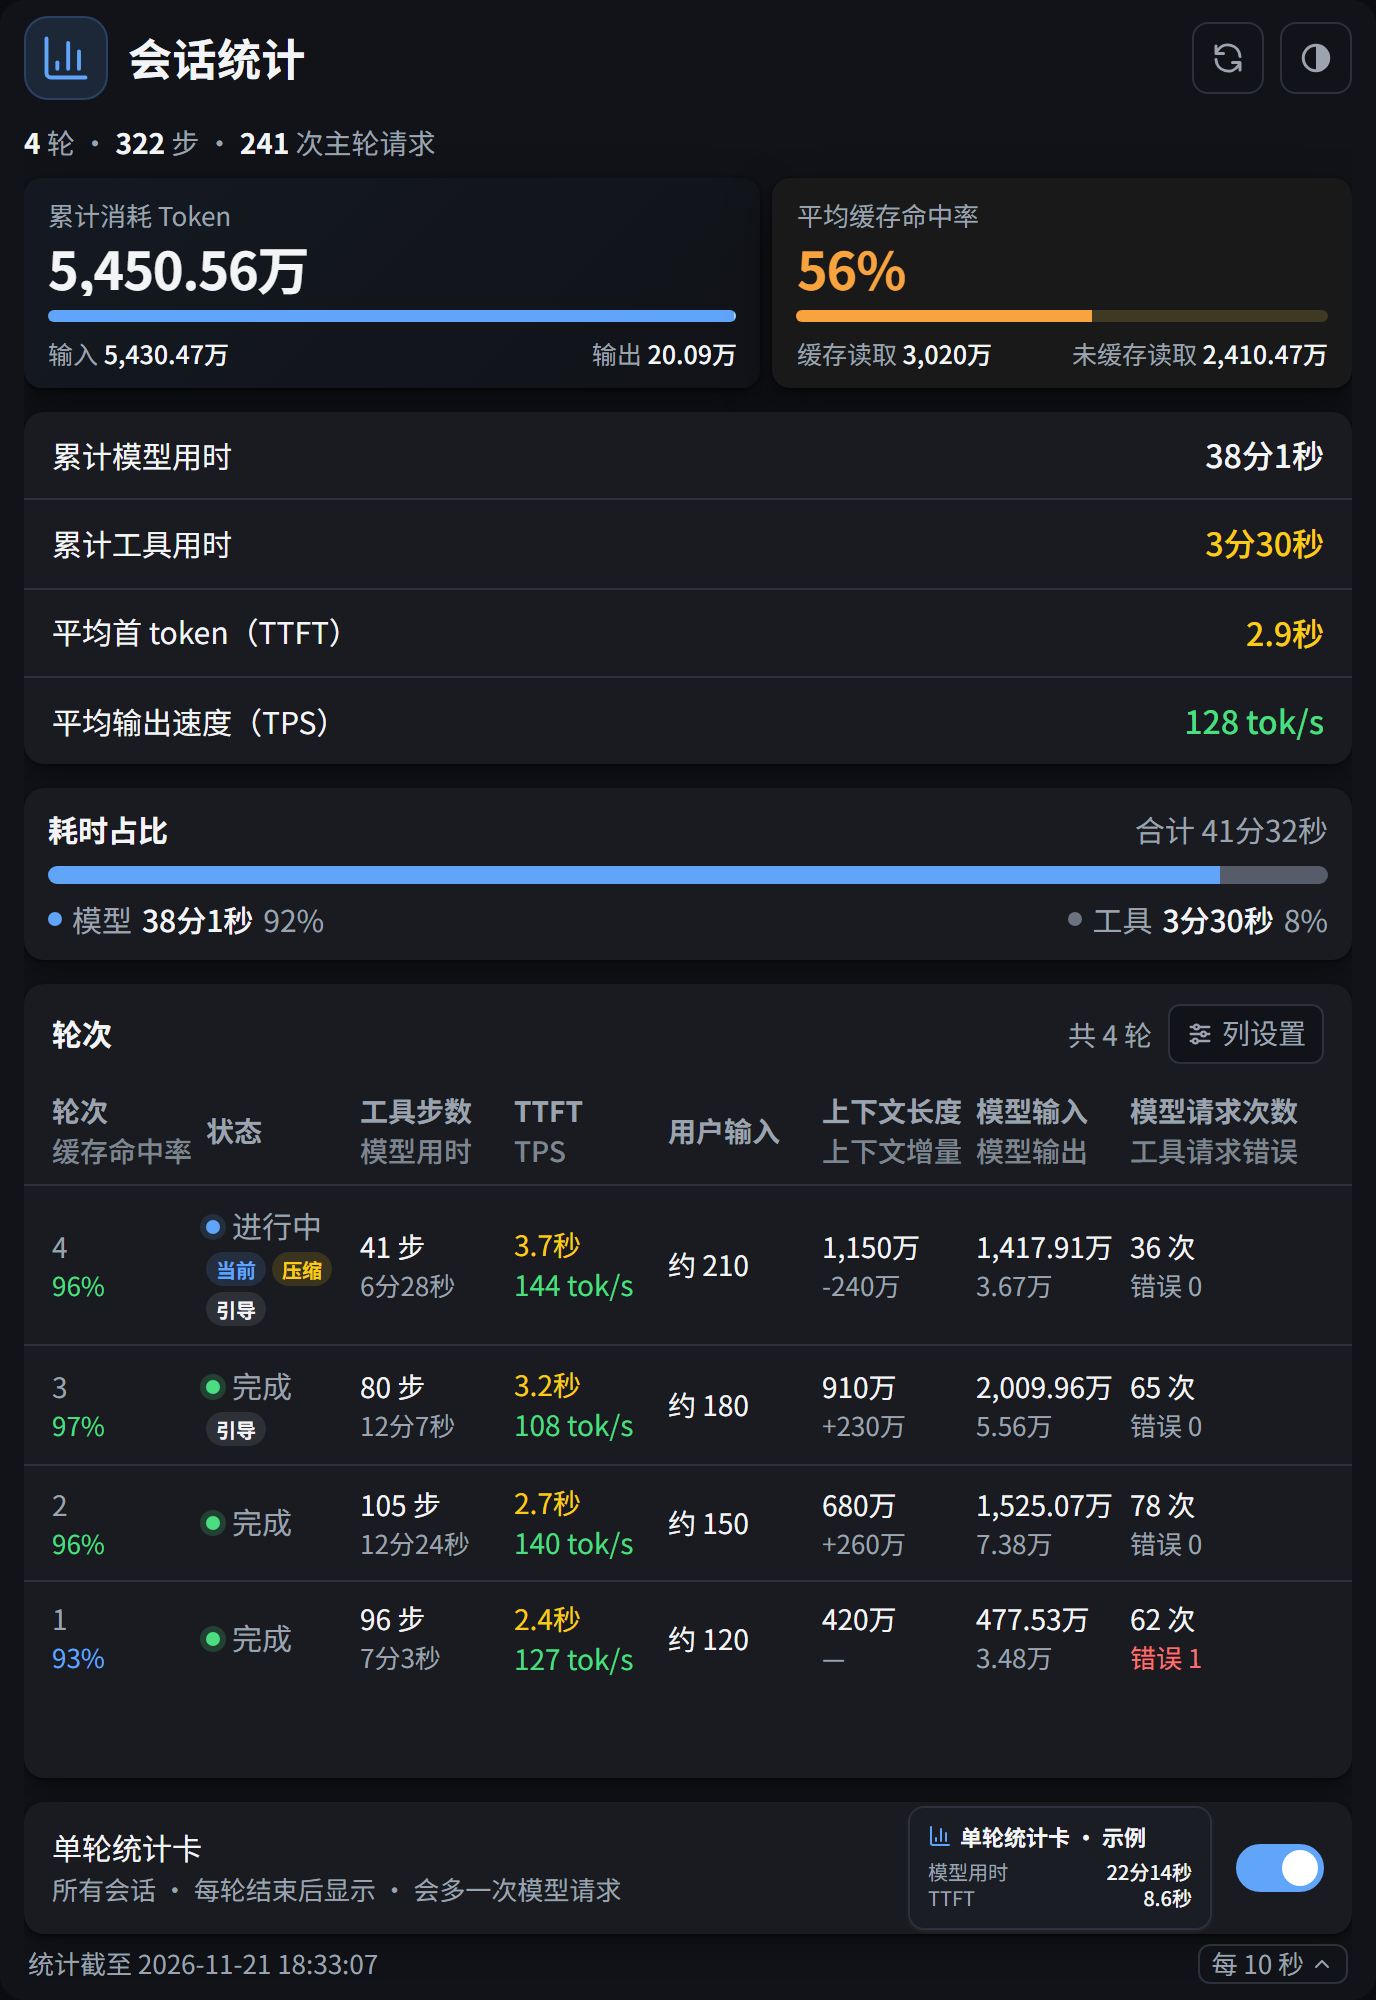 会话统计
4 轮 · 322 步 · 241 次主轮请求
累计消耗 Token
5,450.56万
输入 5,430.47万 输出 20.09万
平均缓存命中率
56%
缓存读取 3,020万 未缓存读取 2,410.47万
累计模型用时 38分1秒
累计工具用时 3分30秒
平均首 token（TTFT） 2.9秒
平均输出速度（TPS） 128 tok/s
耗时占比 合计 41分32秒
模型 38分1秒 92% 工具 3分30秒 8%
轮次 共 4 轮 列设置
轮次 状态 工具步数 TTFT 用户输入 上下文长度 模型输入 模型请求次数
缓存命中率 模型用时 TPS 上下文增量 模型输出 工具请求错误
4 进行中 41 步 3.7秒 约 210 1,150万 1,417.91万 36 次
96% 当前 压缩 6分28秒 144 tok/s -240万 3.67万 错误 0
引导
3 完成 80 步 3.2秒 约 180 910万 2,009.96万 65 次
97% 引导 12分7秒 108 tok/s +230万 5.56万 错误 0
2 完成 105 步 2.7秒 约 150 680万 1,525.07万 78 次
96% 12分24秒 140 tok/s +260万 7.38万 错误 0
1 完成 96 步 2.4秒 约 120 420万 477.53万 62 次
93% 7分3秒 127 tok/s — 3.48万 错误 1
单轮统计卡
所有会话 · 每轮结束后显示 · 会多一次模型请求
单轮统计卡 · 示例
模型用时 22分14秒
TTFT 8.6秒
统计截至 2026-11-21 18:33:07 每 10 秒